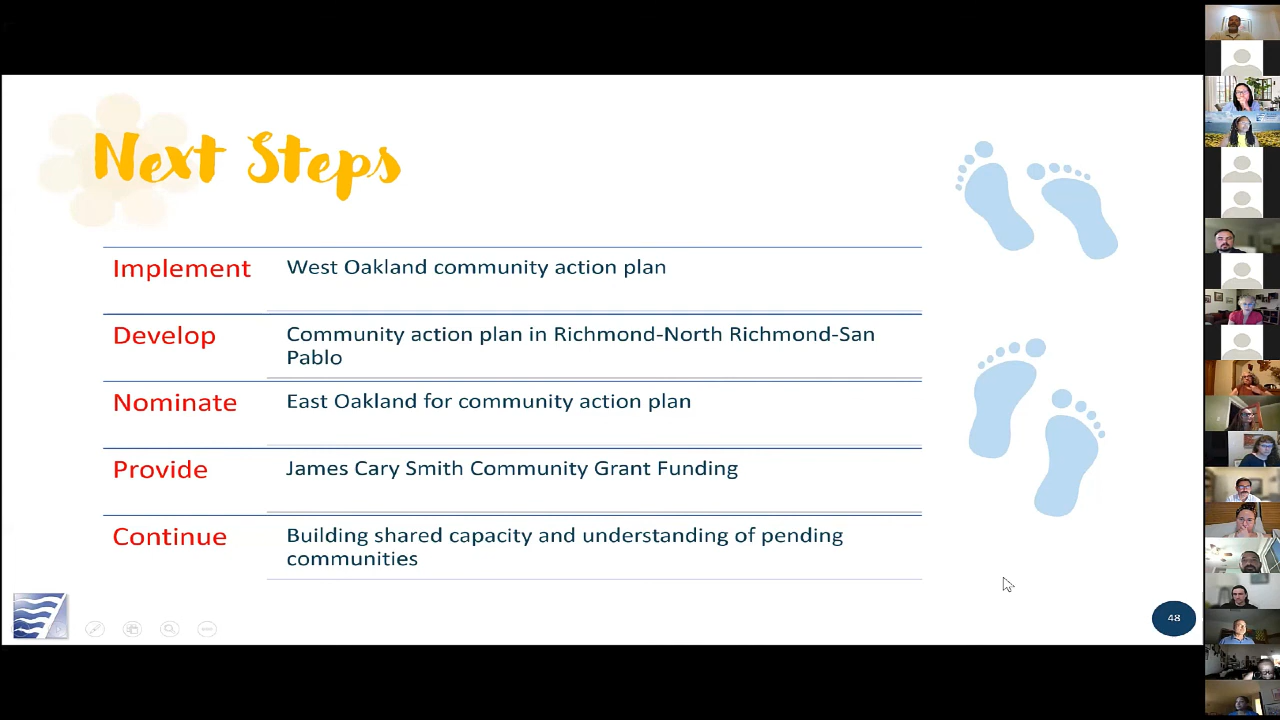 Next Steps
Implement West Oakland community action plan
Develop Community action plan in Richmond-North Richmond-San
Pablo
Nominate East Oakland for community action plan
Provide James Cary Smith Community Grant Funding
Continue Building shared capacity and understanding of pending
communities
48